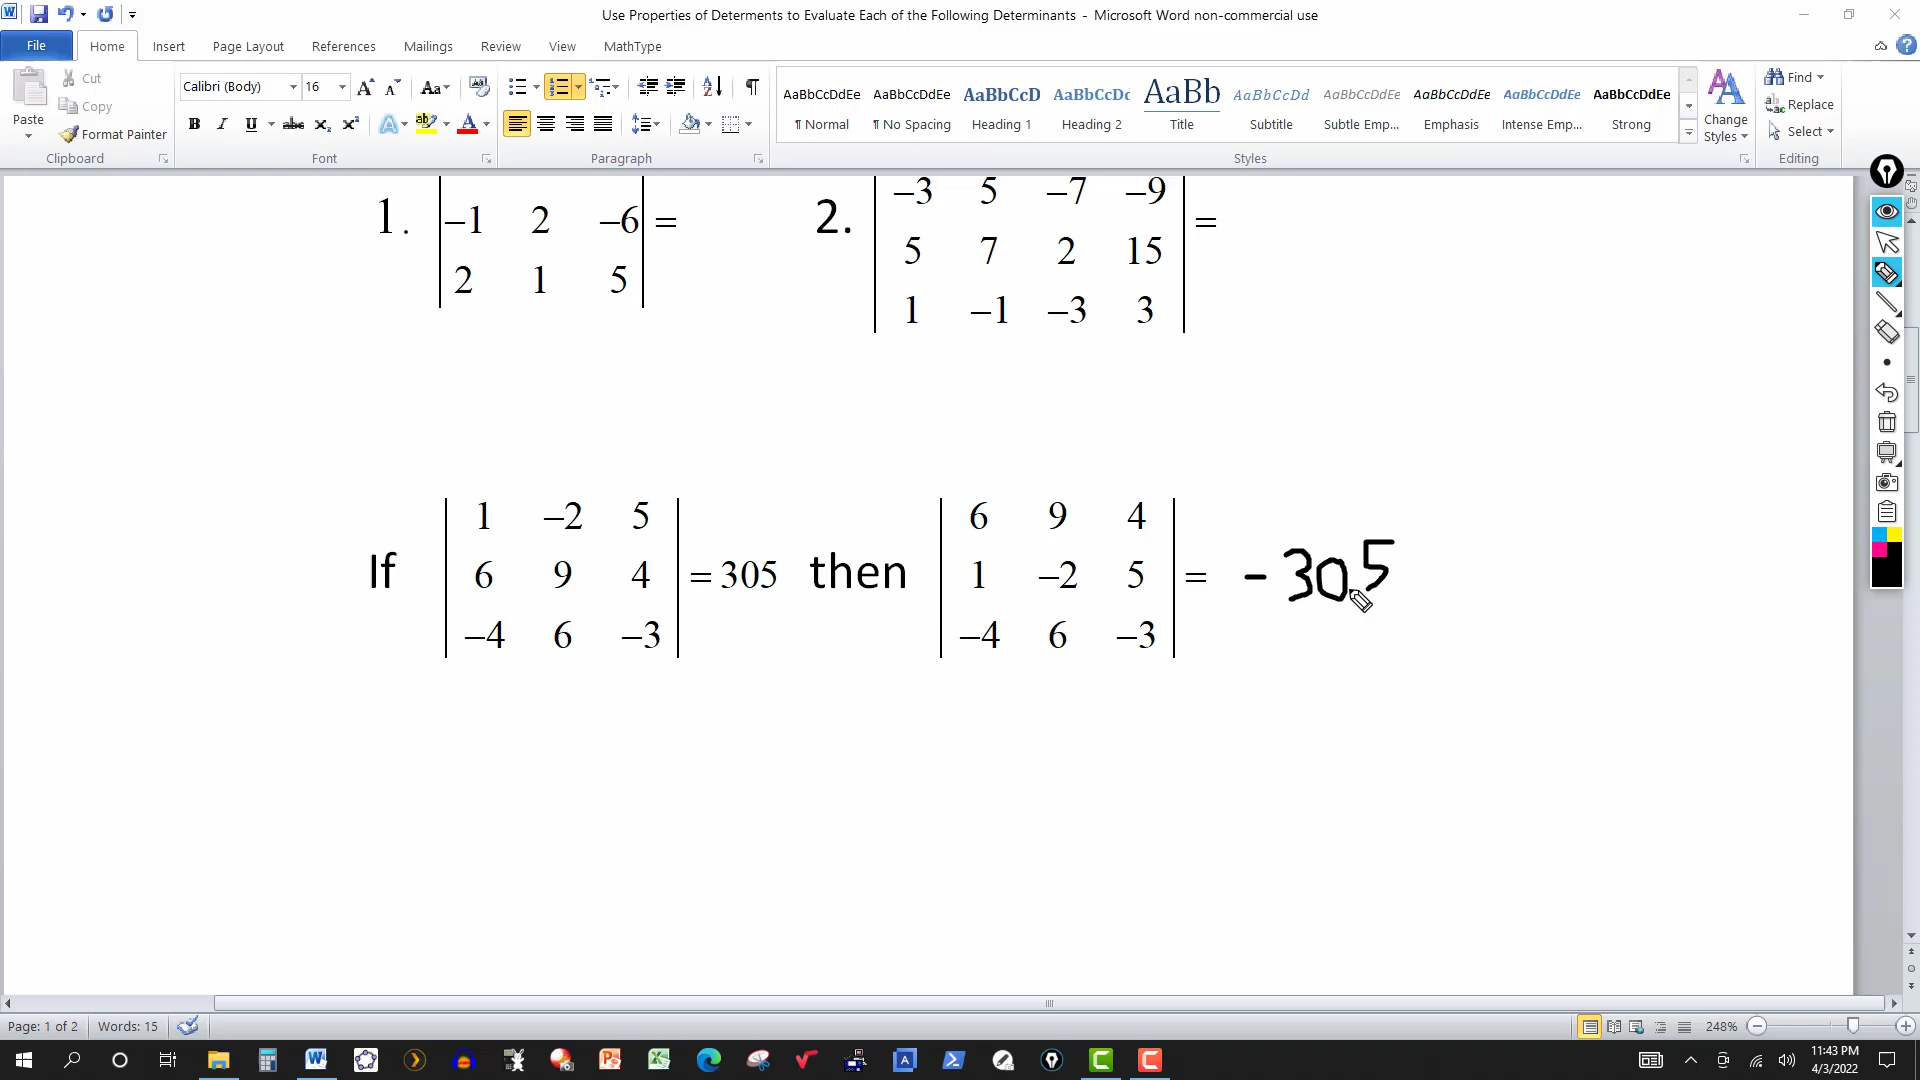 Use Properties of Determents to Evaluate Each of the Following Determinants - Microsoft Word non-commercial use
File Home Insert Page Layout References Mailings Review View MathType
Paste Cut Copy Format Painter
Calibri (Body) 16
AaBbCcDdEe AaBbCcDdEe AaBbCcD AaBbCcDc AaBb AaBbCcDd AaBbCcDdEe AaBbCcDdEe AaBbCcDdEe AaBbCcDdEe
¶ Normal ¶ No Spacing Heading 1 Heading 2 Title Subtitle Subtle Emp... Emphasis Intense Emp... Strong
Change Styles
Find
Replace
Select
Clipboard Font Paragraph Styles Editing
1. |−1 2 −6| =
2 1 5
2. −3 5 −7 −9
5 7 2 15 =
1 −1 −3 3
1 −2 5 6 9 4
If 6 9 4 = 305 then 1 −2 5 = - 305
−4 6 −3 −4 6 −3
Page: 1 of 2 Words: 15 248%
11:43 PM
4/3/2022